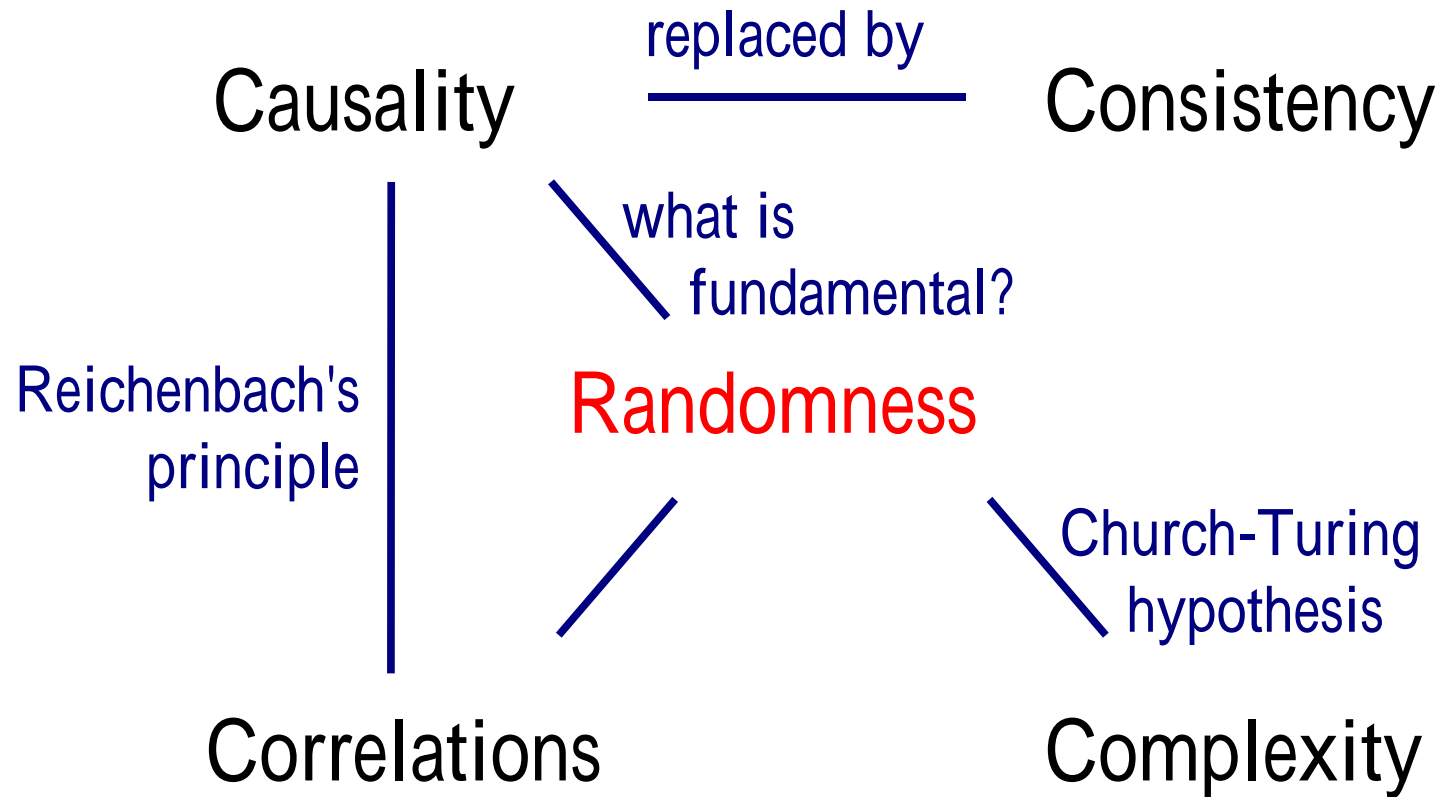 replaced by
Causality
Consistency
what is
fundamental?
Reichenbach's
principle
Randomness
Church-Turing
hypothesis
Correlations
Complexity